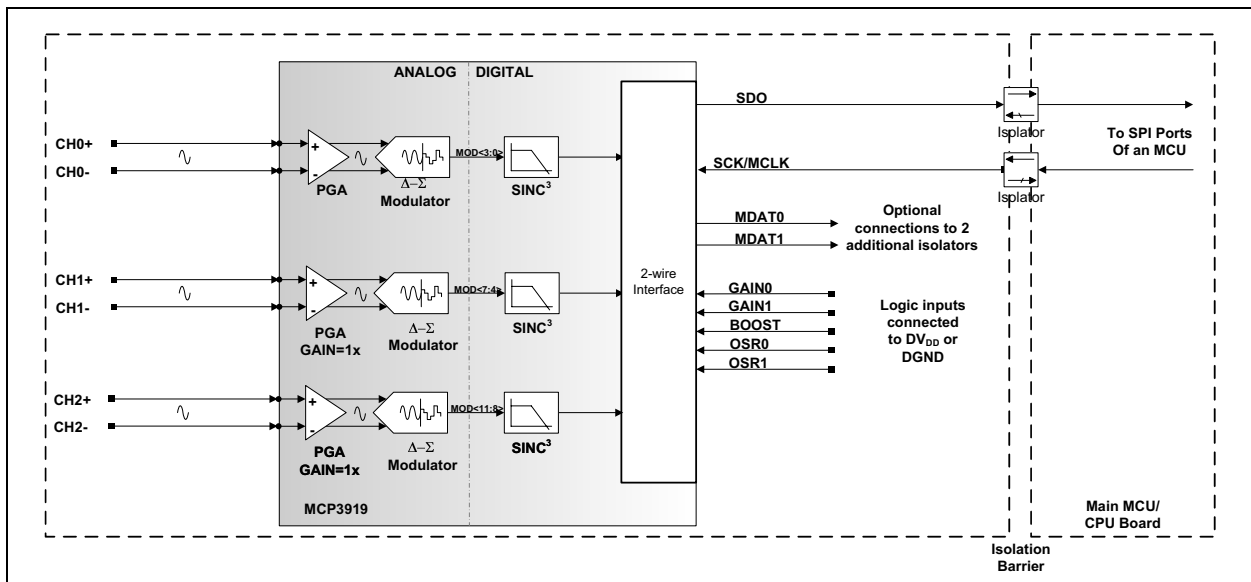 ANALOG
DIGITAL
CH0+
CH0-
PGA
MOD<3:0>
Δ–Σ
Modulator
SINC3
CH1+
CH1-
PGA
GAIN=1x
MOD<7:4>
Δ–Σ
Modulator
SINC3
CH2+
CH2-
PGA
GAIN=1x
MOD<11:8>
Δ–Σ
Modulator
SINC3
MCP3919
2-wire
Interface
SDO
SCK/MCLK
MDAT0
MDAT1
Optional
connections to 2
additional isolators
GAIN0
GAIN1
BOOST
OSR0
OSR1
Logic inputs
connected
to DVDD or
DGND
Isolator
Isolator
To SPI Ports
Of an MCU
Main MCU/
CPU Board
Isolation
Barrier